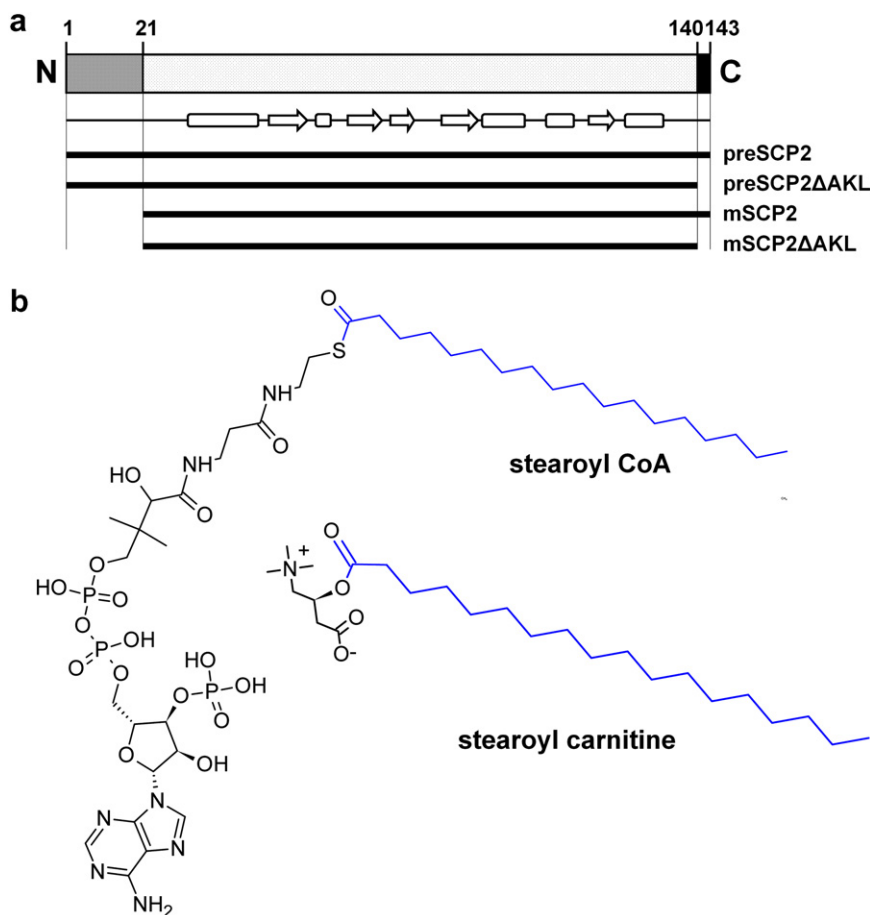 a
1 21 140 143
N C
preSCP2
preSCP2ΔAKL
mSCP2
mSCP2ΔAKL
b
O
S
NH
O
NH
HO
O
stearoyl CoA
O
N +
O
O
O-
O
HO P O
O
P OH
O
O
HO
O P OH
O
O
OH
stearoyl carnitine
N
N
N
N
NH2